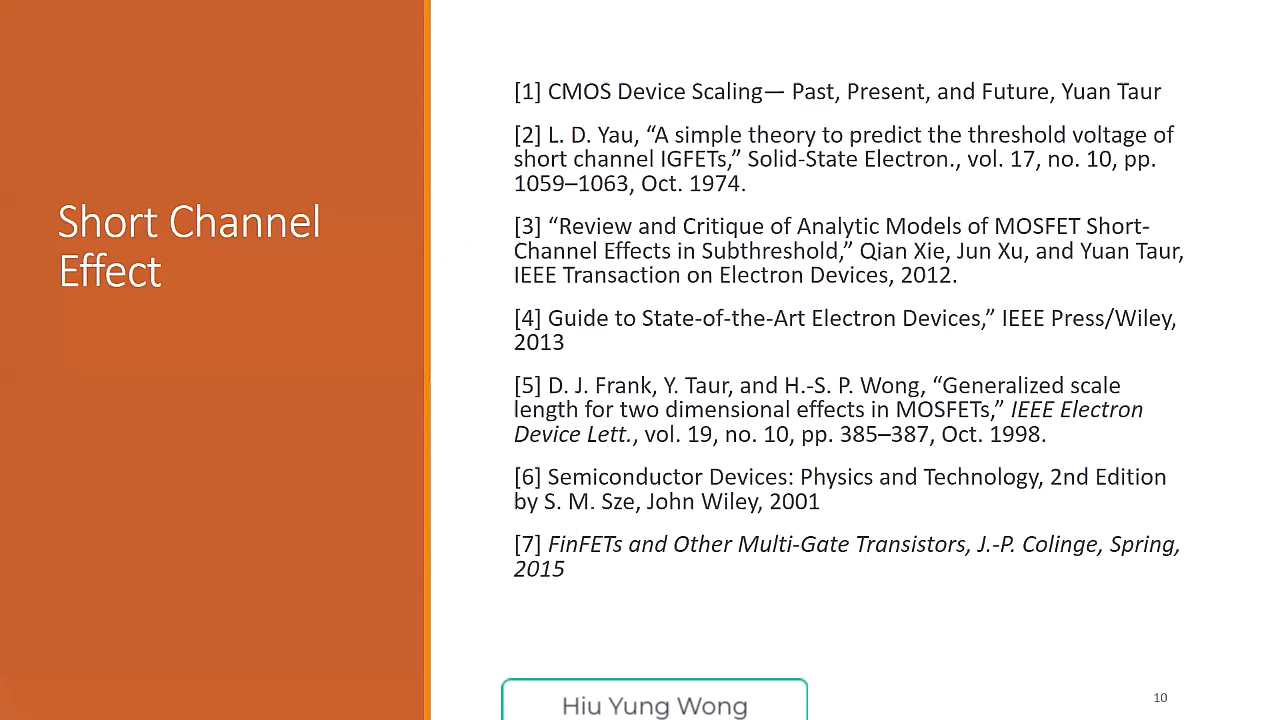 Short Channel
Effect
[1] CMOS Device Scaling— Past, Present, and Future, Yuan Taur
[2] L. D. Yau, “A simple theory to predict the threshold voltage of
short channel IGFETs,” Solid-State Electron., vol. 17, no. 10, pp.
1059–1063, Oct. 1974.
[3] “Review and Critique of Analytic Models of MOSFET Short-
Channel Effects in Subthreshold,” Qian Xie, Jun Xu, and Yuan Taur,
IEEE Transaction on Electron Devices, 2012.
[4] Guide to State-of-the-Art Electron Devices,” IEEE Press/Wiley,
2013
[5] D. J. Frank, Y. Taur, and H.-S. P. Wong, “Generalized scale
length for two dimensional effects in MOSFETs,” IEEE Electron
Device Lett., vol. 19, no. 10, pp. 385–387, Oct. 1998.
[6] Semiconductor Devices: Physics and Technology, 2nd Edition
by S. M. Sze, John Wiley, 2001
[7] FinFETs and Other Multi-Gate Transistors, J.-P. Colinge, Spring,
2015
Hiu Yung Wong
10